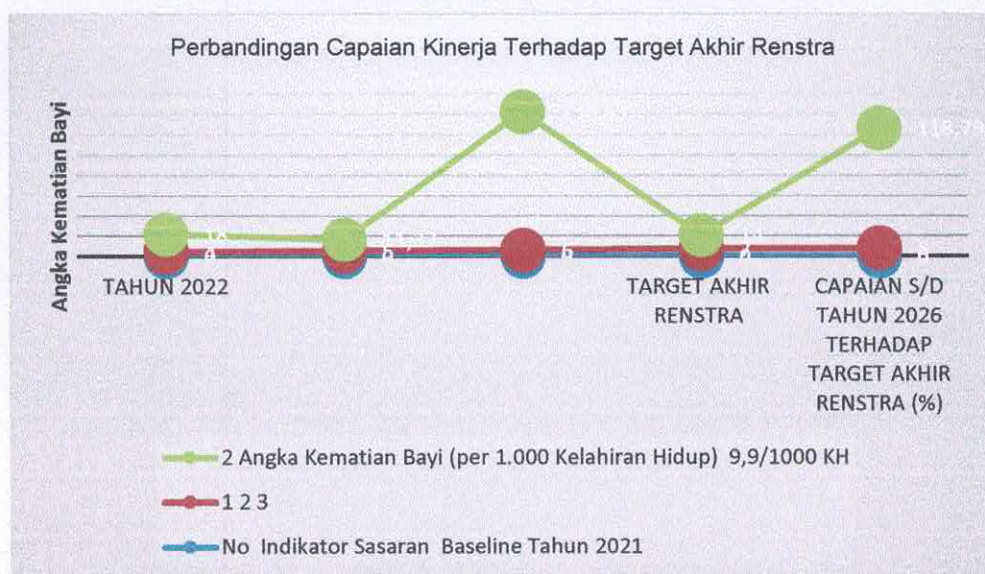 Perbandingan Capaian Kinerja Terhadap Target Akhir Renstra
Angka Kematian Bayi
118,79
TAHUN 2022
TARGET AKHIR
RENSTRA
CAPAIAN S/D
TAHUN 2026
TERHADAP
TARGET AKHIR
RENSTRA (%)
2 Angka Kematian Bayi (per 1.000 Kelahiran Hidup) 9,9/1000 KH
1 2 3
No Indikator Sasaran Baseline Tahun 2021